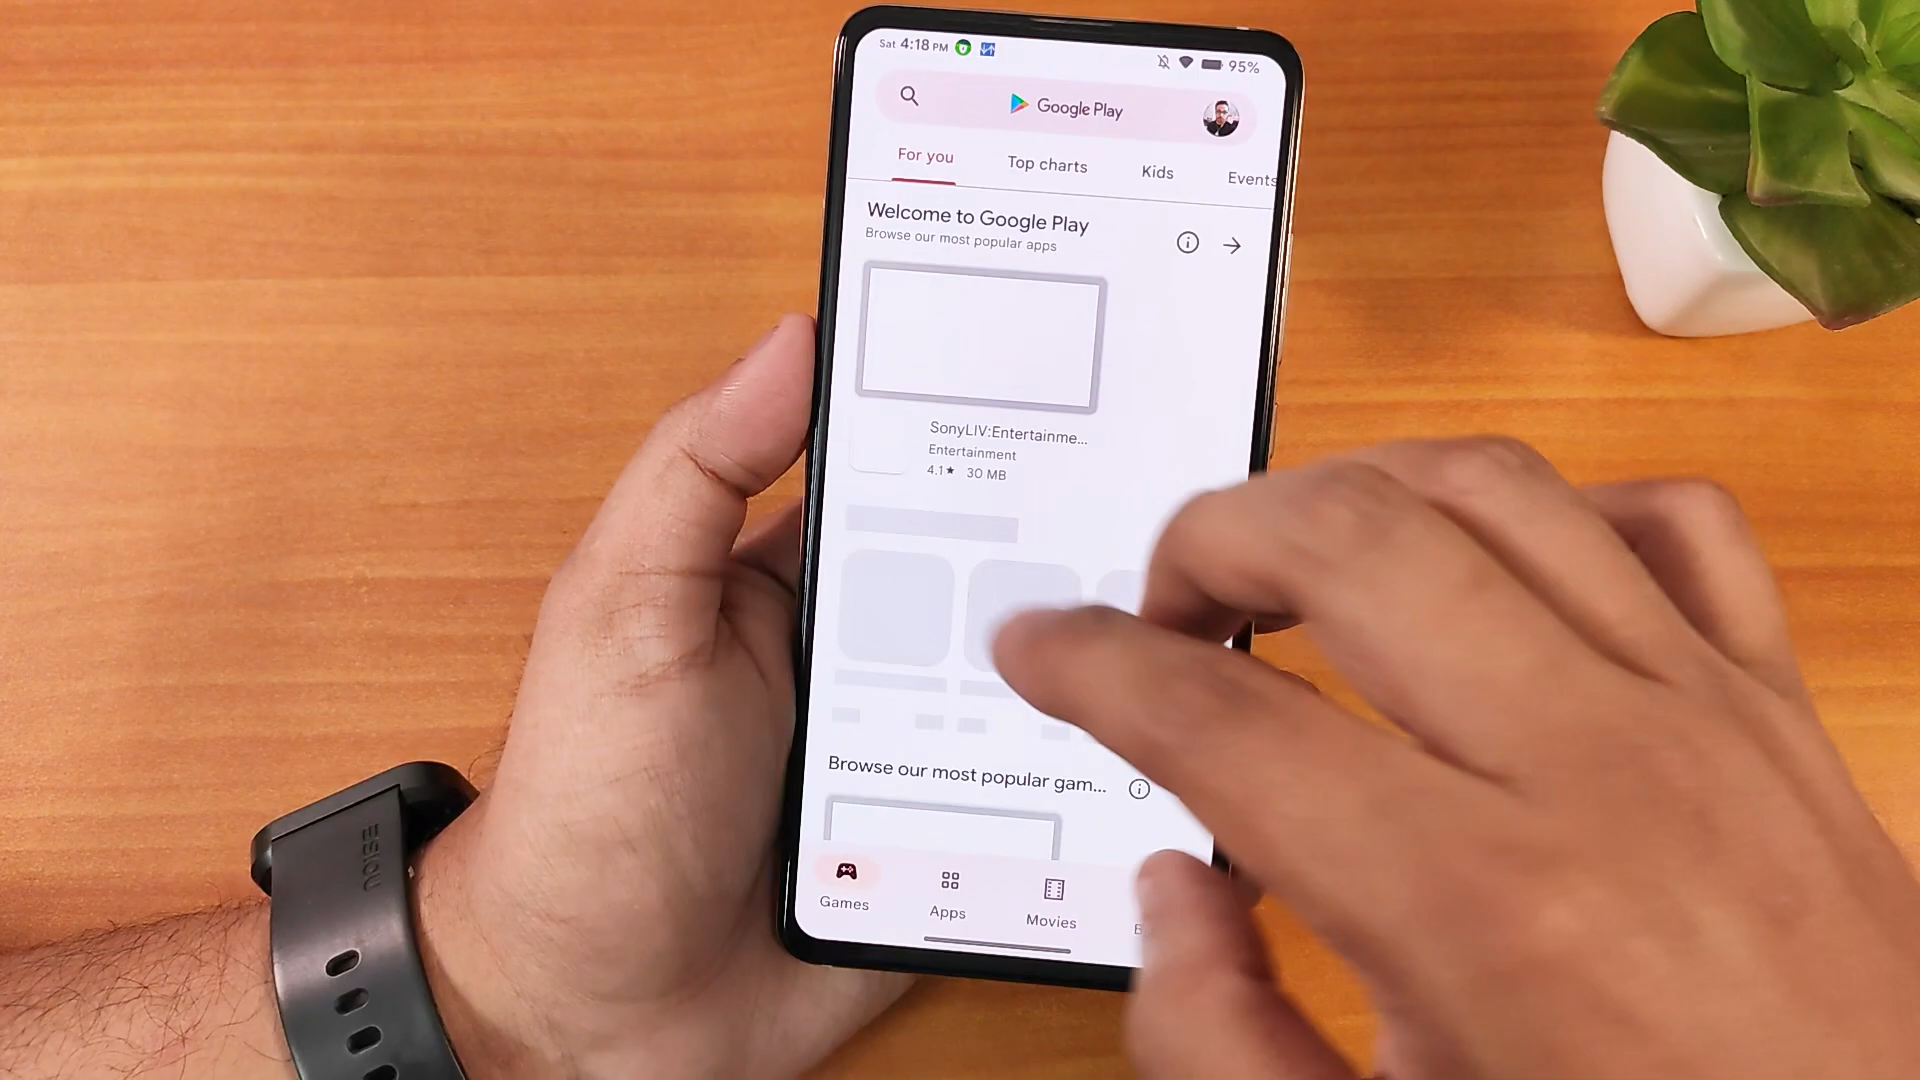 Sat 4:18 PM
95%
Google Play
For you
Top charts
Kids
Events
Welcome to Google Play
Browse our most popular apps
SonyLIV:Entertainme...
Entertainment
4.1★ 30 MB
Browse our most popular gam...
Games
Apps
Movies
B
NOISE